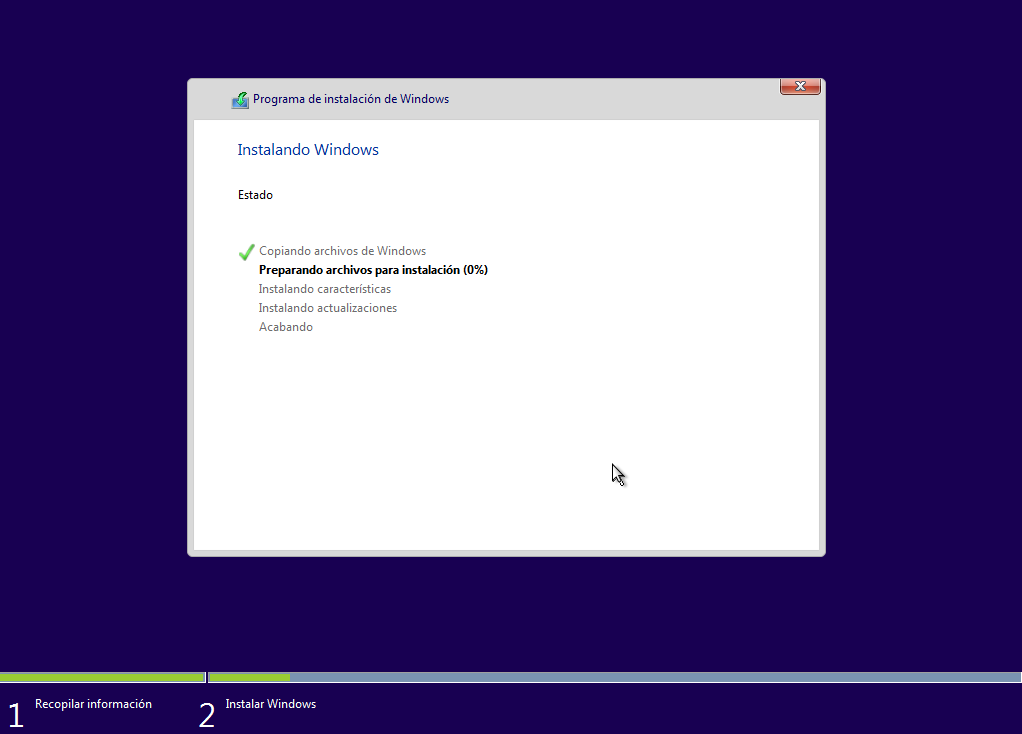 Programa de instalación de Windows
Instalando Windows
Estado
Copiando archivos de Windows
Preparando archivos para instalación (0%)
Instalando características
Instalando actualizaciones
Acabando
1 Recopilar información 2 Instalar Windows